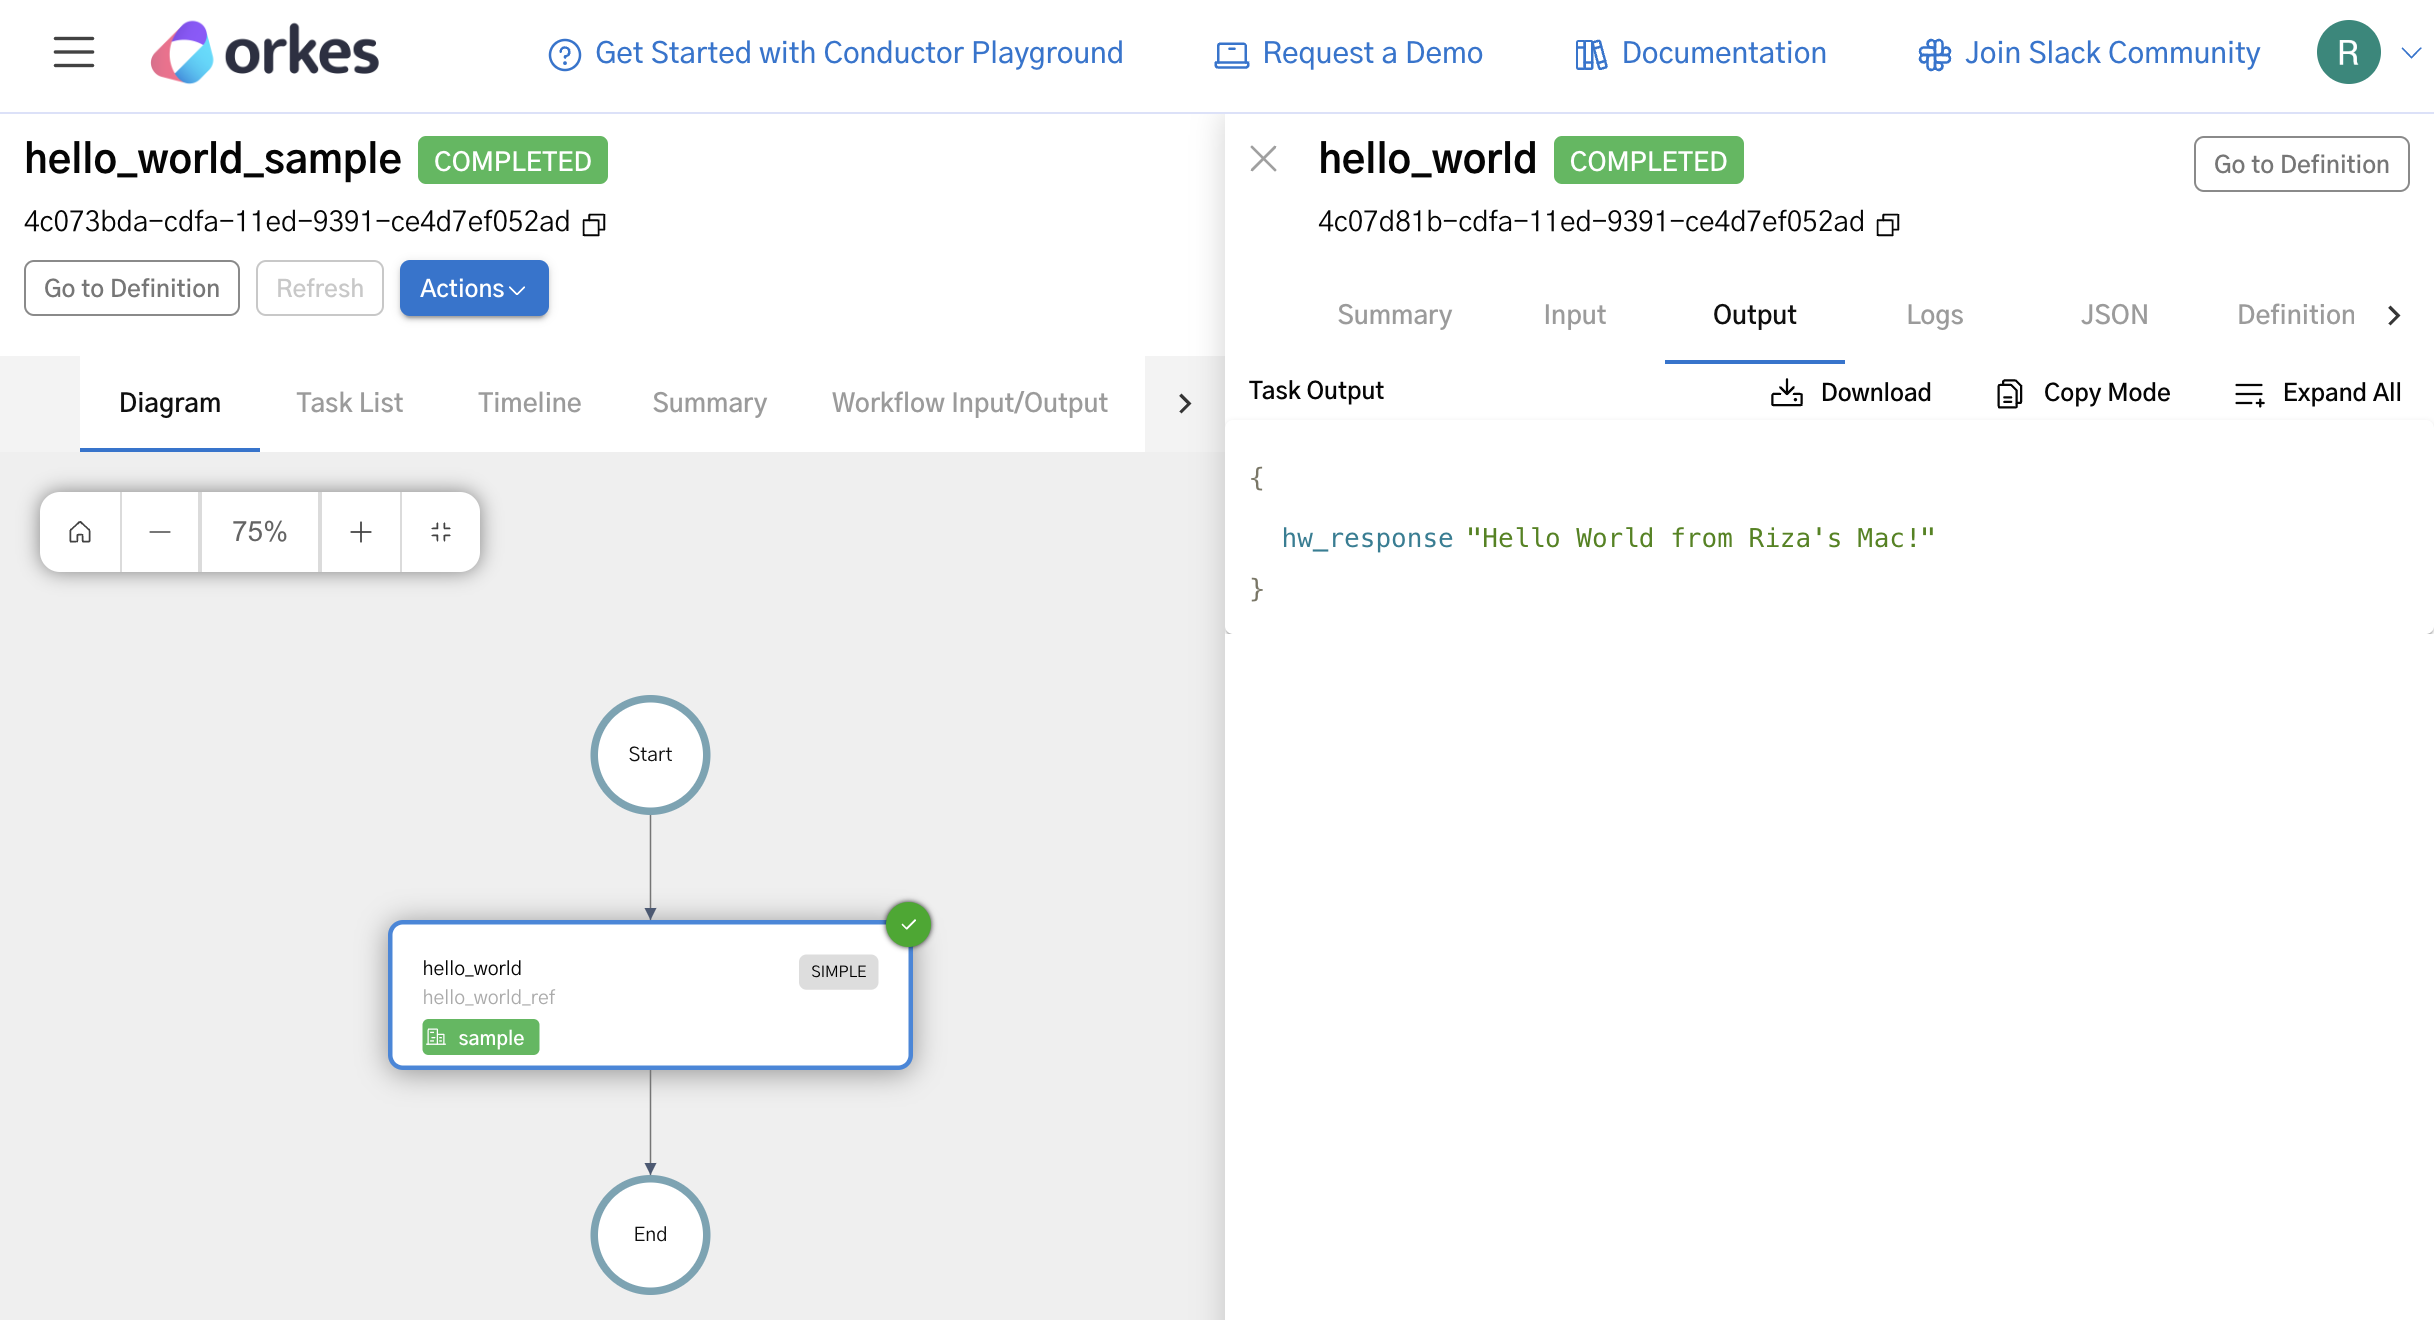 orkes
Get Started with Conductor Playground
Request a Demo
Documentation
Join Slack Community
R
hello_world_sample COMPLETED
4c073bda-cdfa-11ed-9391-ce4d7ef052ad
Go to Definition
Refresh
Actions
Diagram
Task List
Timeline
Summary
Workflow Input/Output
75%
Start
hello_world
SIMPLE
hello_world_ref
sample
End
hello_world COMPLETED
Go to Definition
4c07d81b-cdfa-11ed-9391-ce4d7ef052ad
Summary
Input
Output
Logs
JSON
Definition
Task Output
Download
Copy Mode
Expand All
{
hw_response "Hello World from Riza's Mac!"
}